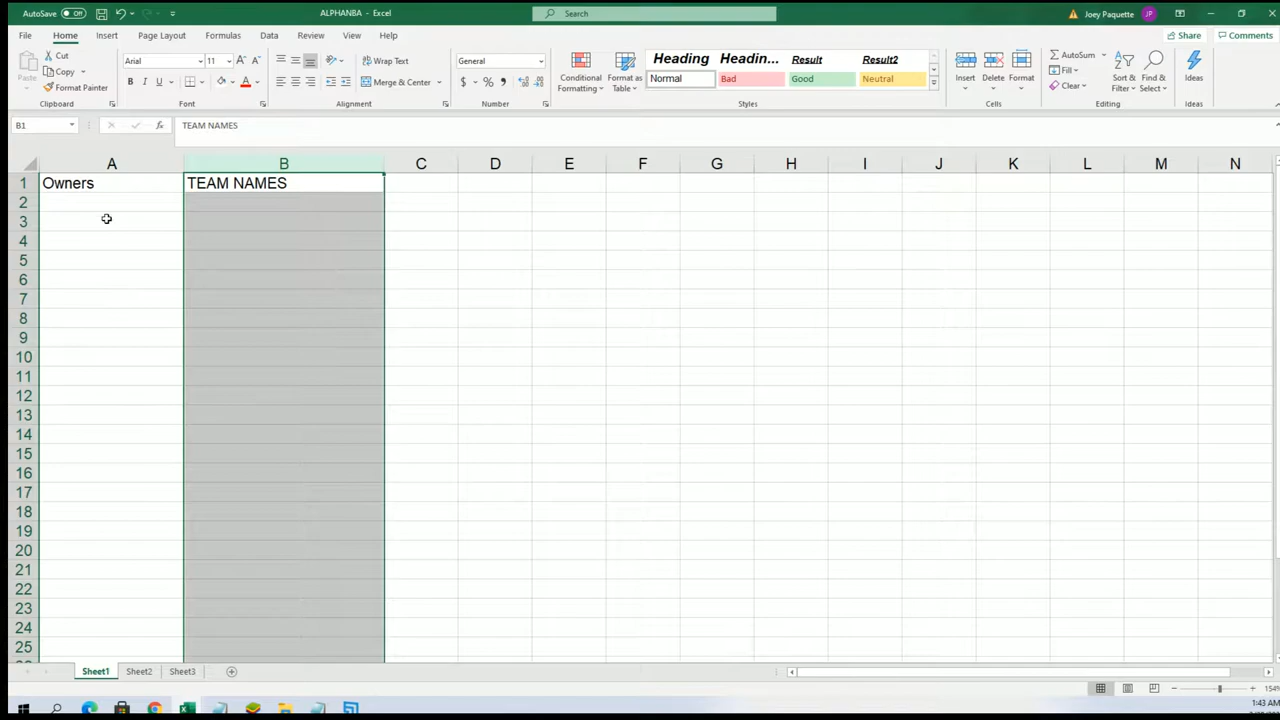 AutoSave Off
ALPHANBA - Excel
Search
Joey Paquette JP
File Home Insert Page Layout Formulas Data Review View Help
Share Comments
Paste
Cut
Copy
Format Painter
Clipboard
Arial 11
B I U
Font
Wrap Text
Merge & Center
Alignment
General
$ %
Number
Conditional Formatting
Format as Table
Heading Headin... Result Result2
Normal Bad Good Neutral
Styles
Insert Delete Format
Cells
AutoSum
Fill
Clear
Sort & Filter
Find & Select
Editing
Ideas
Ideas
B1 fx TEAM NAMES
A B C D E F G H I J K L M N
1 Owners TEAM NAMES
2
3
4
5
6
7
8
9
10
11
12
13
14
15
16
17
18
19
20
21
22
23
24
25
Sheet1 Sheet2 Sheet3
154%
1:43 AM